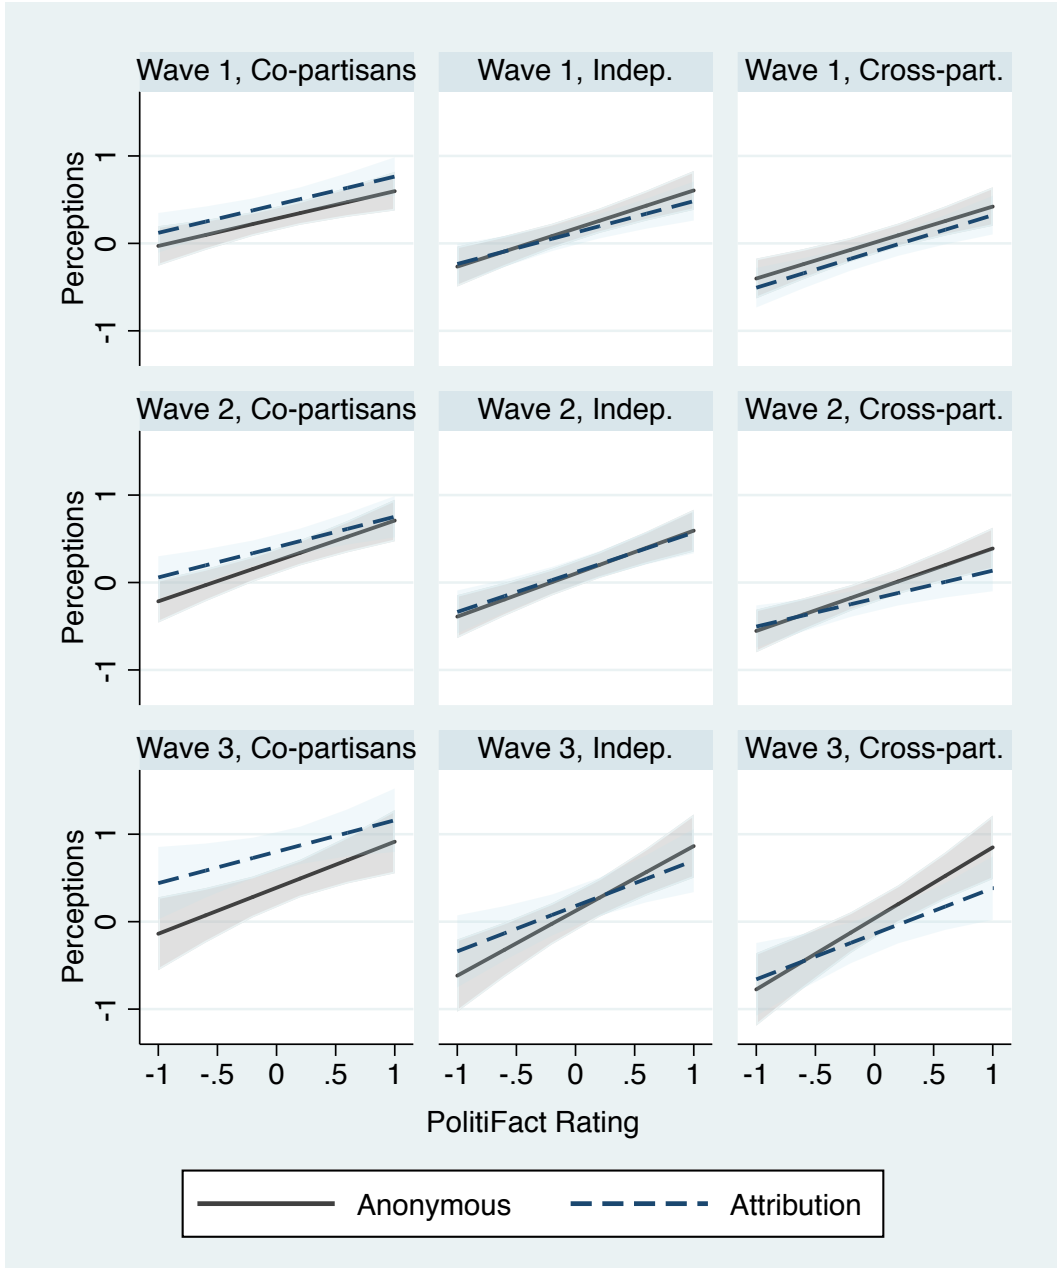 Wave 1, Co-partisans
Wave 1, Indep.
Wave 1, Cross-part.
Perceptions
1
0
-1
Wave 2, Co-partisans
Wave 2, Indep.
Wave 2, Cross-part.
Perceptions
1
0
-1
Wave 3, Co-partisans
Wave 3, Indep.
Wave 3, Cross-part.
Perceptions
1
0
-1
-1 -.5 0 .5 1
-1 -.5 0 .5 1
-1 -.5 0 .5 1
PolitiFact Rating
Anonymous
Attribution